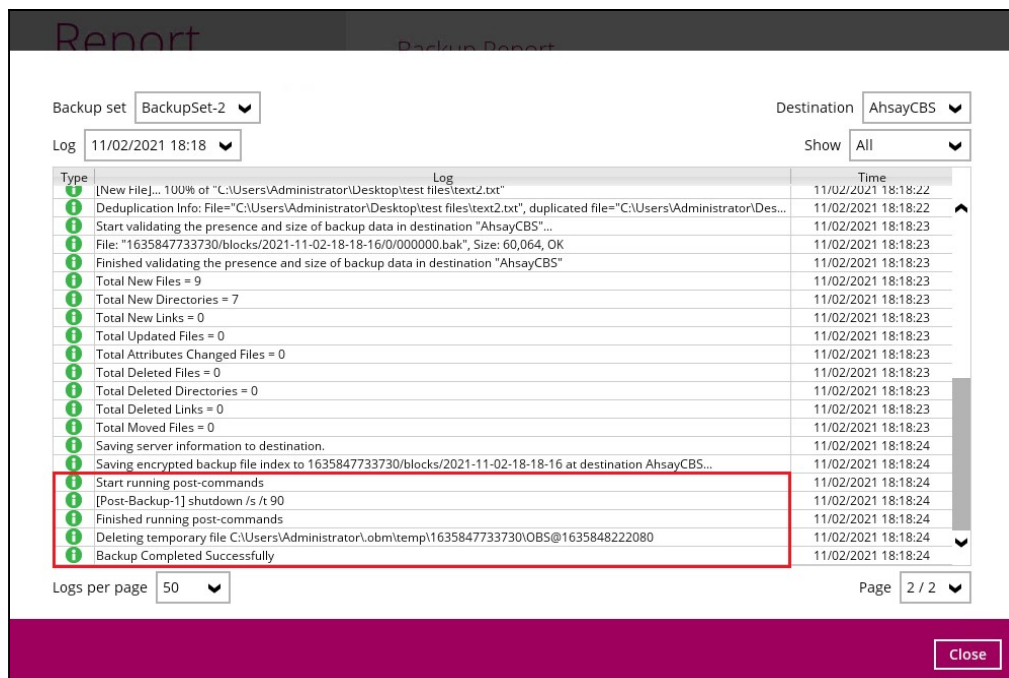 Report
Backup Report
Backup set BackupSet-2 Destination AhsayCBS
Log 11/02/2021 18:18 Show All
Type Log Time
[New File]... 100% of "C:\Users\Administrator\Desktop\test files\text2.txt" 11/02/2021 18:18:22
Deduplication Info: File="C:\Users\Administrator\Desktop\test files\text2.txt", duplicated file="C:\Users\Administrator\Des... 11/02/2021 18:18:22
Start validating the presence and size of backup data in destination "AhsayCBS"... 11/02/2021 18:18:23
File: "1635847733730/blocks/2021-11-02-18-18-16/0/000000.bak", Size: 60,064, OK 11/02/2021 18:18:23
Finished validating the presence and size of backup data in destination "AhsayCBS" 11/02/2021 18:18:23
Total New Files = 9 11/02/2021 18:18:23
Total New Directories = 7 11/02/2021 18:18:23
Total New Links = 0 11/02/2021 18:18:23
Total Updated Files = 0 11/02/2021 18:18:23
Total Attributes Changed Files = 0 11/02/2021 18:18:23
Total Deleted Files = 0 11/02/2021 18:18:23
Total Deleted Directories = 0 11/02/2021 18:18:23
Total Deleted Links = 0 11/02/2021 18:18:23
Total Moved Files = 0 11/02/2021 18:18:23
Saving server information to destination. 11/02/2021 18:18:24
Saving encrypted backup file index to 1635847733730/blocks/2021-11-02-18-18-16 at destination AhsayCBS... 11/02/2021 18:18:24
Start running post-commands 11/02/2021 18:18:24
[Post-Backup-1] shutdown /s /t 90 11/02/2021 18:18:24
Finished running post-commands 11/02/2021 18:18:24
Deleting temporary file C:\Users\Administrator\.obm\temp\1635847733730\OBS@1635848222080 11/02/2021 18:18:24
Backup Completed Successfully 11/02/2021 18:18:24
Logs per page 50 Page 2 / 2
Close